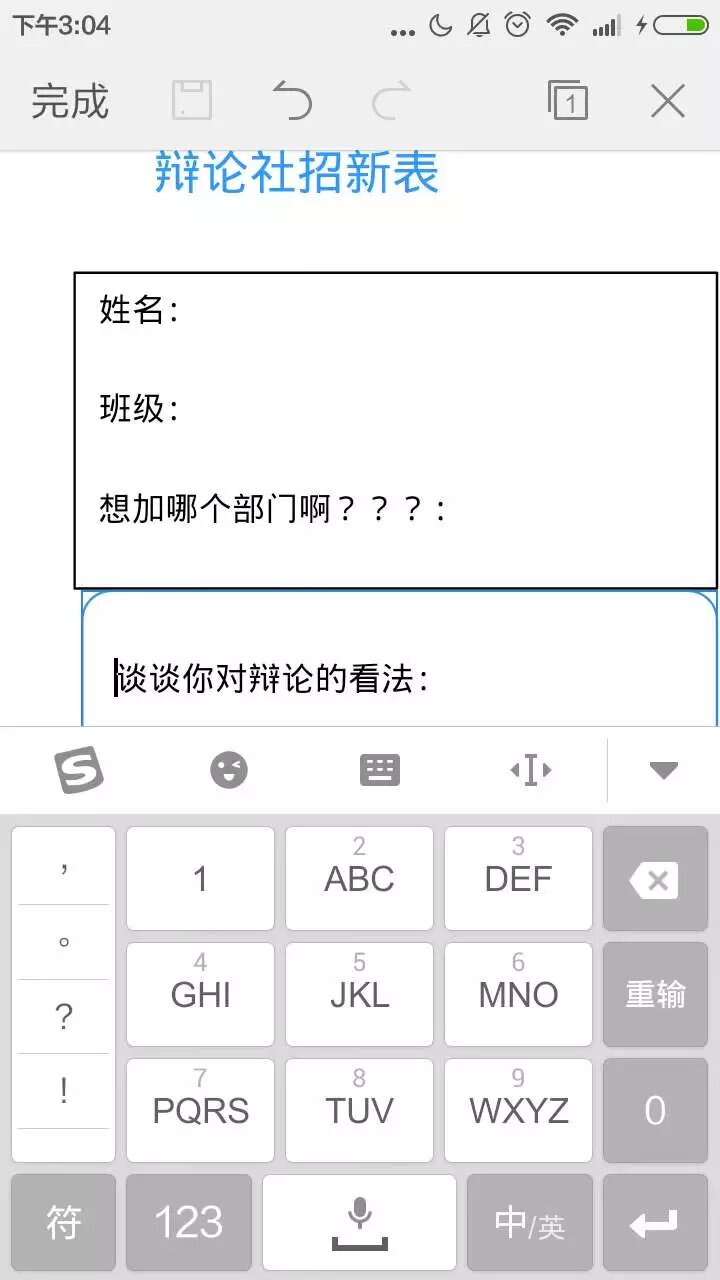 下午3:04
完成
1
辩论社招新表
姓名：
班级：
想加哪个部门啊？？？：
谈谈你对辩论的看法：
S
，
1
2
ABC
3
DEF
。
4
GHI
5
JKL
6
MNO
重输
？
！
7
PQRS
8
TUV
9
WXYZ
0
符
123
中/英